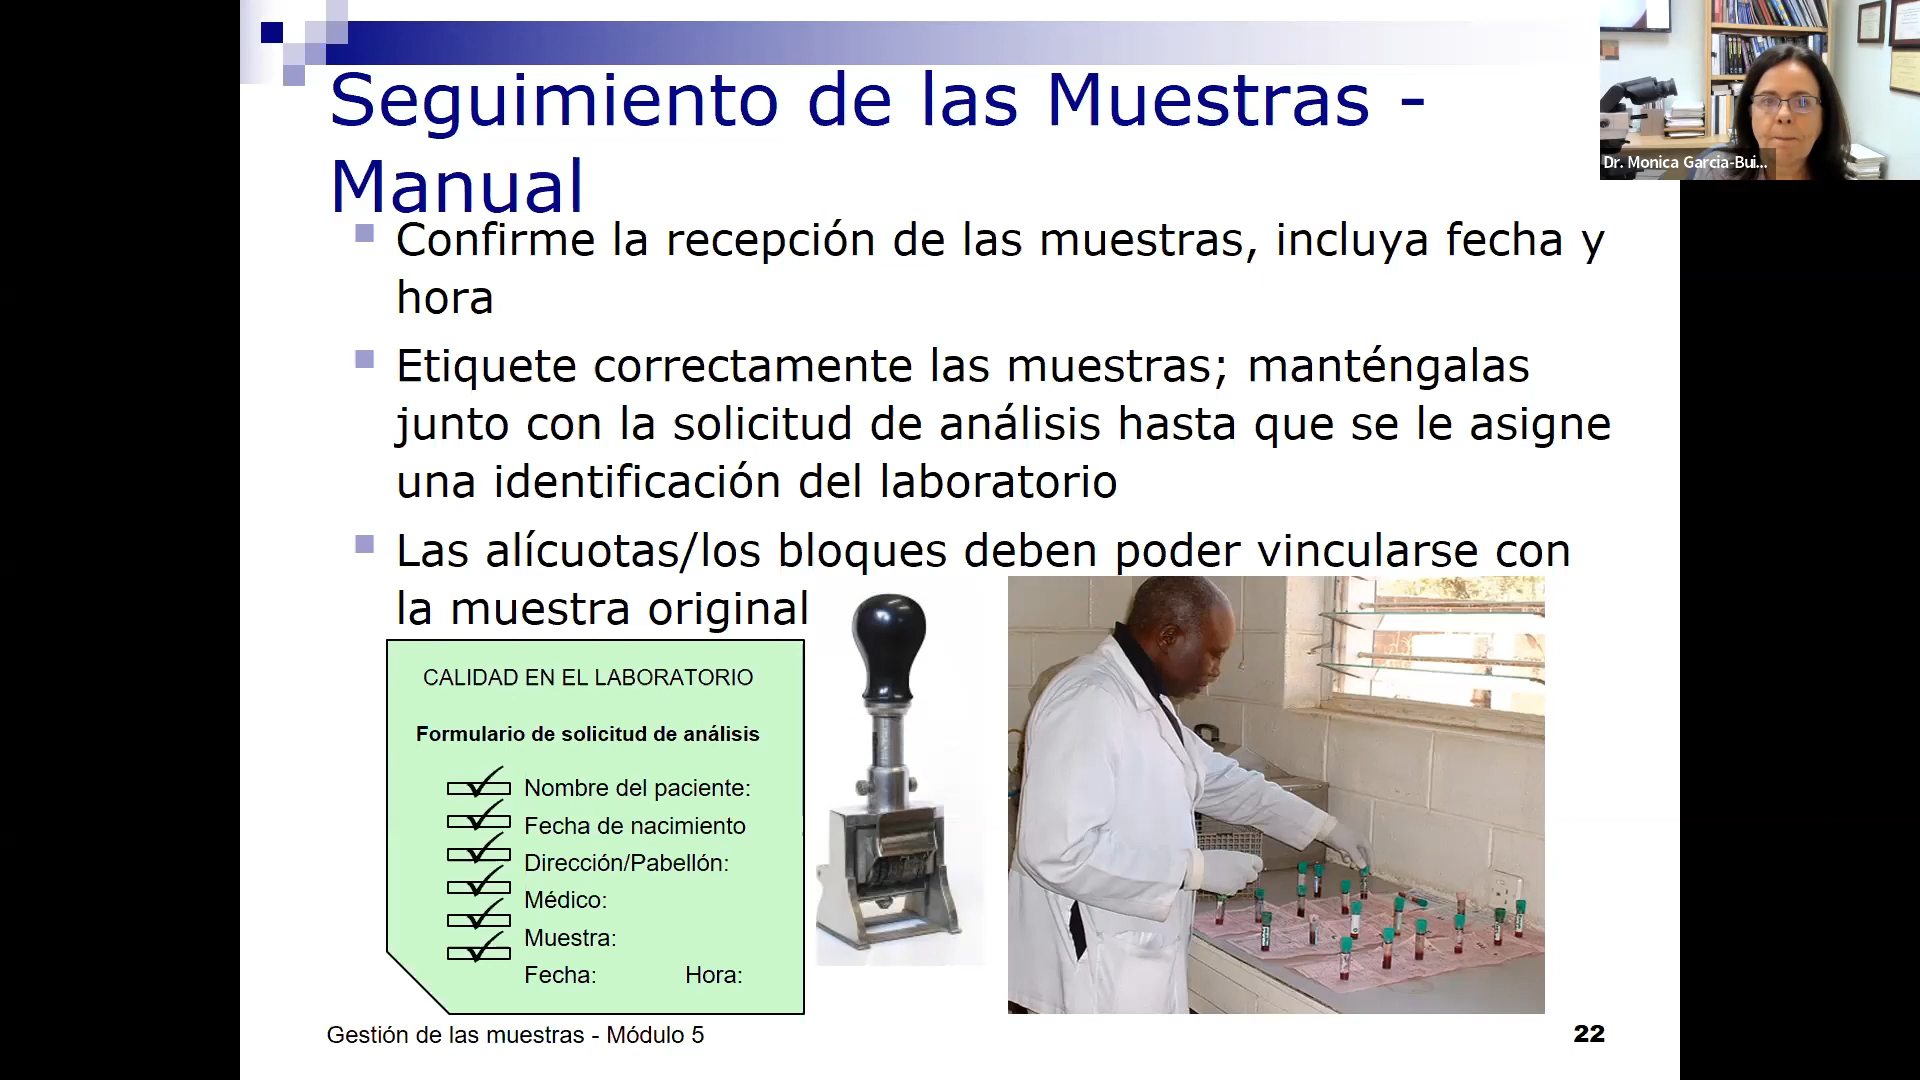 Seguimiento de las Muestras -
Manual
Confirme la recepción de las muestras, incluya fecha y
hora
Etiquete correctamente las muestras; manténgalas
junto con la solicitud de análisis hasta que se le asigne
una identificación del laboratorio
Las alícuotas/los bloques deben poder vincularse con
la muestra original
CALIDAD EN EL LABORATORIO
Formulario de solicitud de análisis
Nombre del paciente:
Fecha de nacimiento
Dirección/Pabellón:
Médico:
Muestra:
Fecha: Hora:
Gestión de las muestras - Módulo 5
22
Dr. Monica Garcia-Bui...